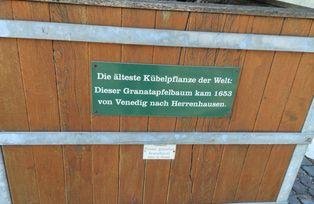 Die älteste Kübelpflanze der Welt:
Dieser Granatapfelbaum kam 1653
von Venedig nach Herrenhausen.